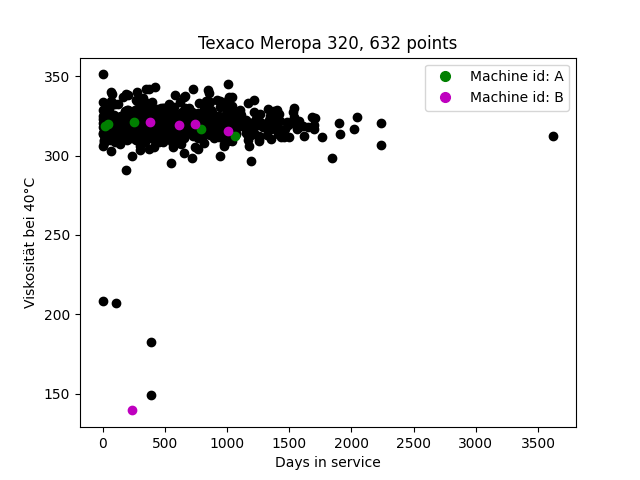 Texaco Meropa 320, 632 points
Machine id: A
Machine id: B
Viskosität bei 40°C
350
300
250
200
150
0 500 1000 1500 2000 2500 3000 3500
Days in service